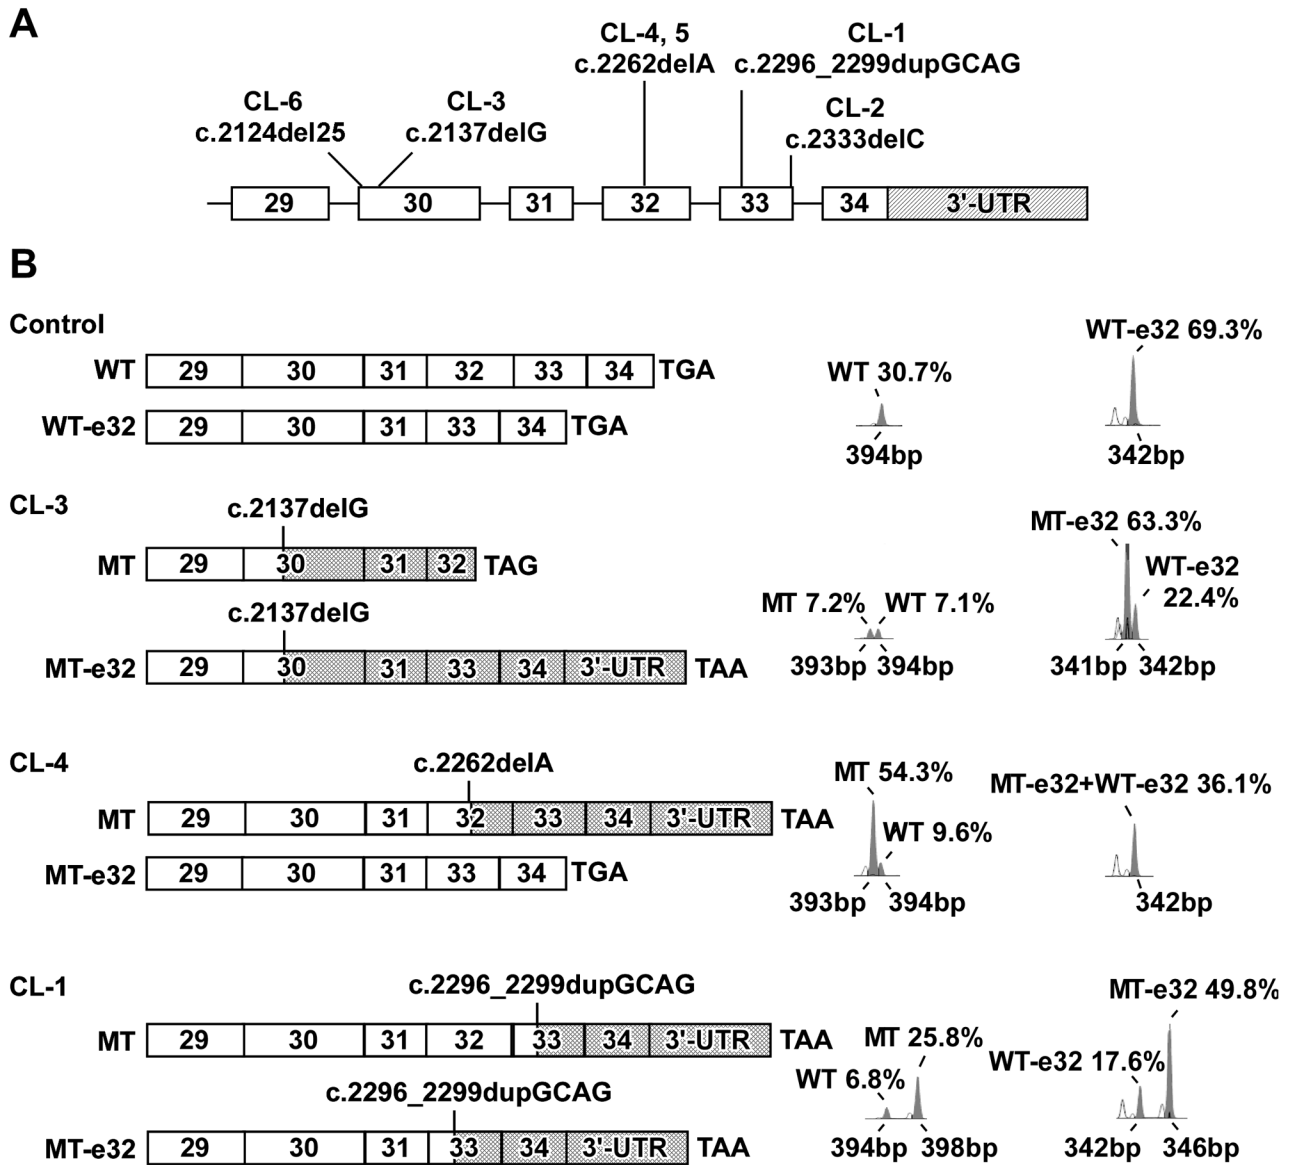 A
CL-4, 5
c.2262delA
CL-1
c.2296_2299dupGCAG
CL-6
c.2124del25
CL-3
c.2137delG
CL-2
c.2333delC
29 30 31 32 33 34 3'-UTR
B
Control
WT 29 30 31 32 33 34 TGA
WT-e32 29 30 31 33 34 TGA
WT 30.7%
394bp
WT-e32 69.3%
342bp
CL-3
c.2137delG
MT 29 30 31 32 TAG
c.2137delG
MT-e32 29 30 31 33 34 3'-UTR TAA
MT 7.2% WT 7.1%
393bp 394bp
MT-e32 63.3%
WT-e32
22.4%
341bp 342bp
CL-4
c.2262delA
MT 29 30 31 32 33 34 3'-UTR TAA
MT-e32 29 30 31 33 34 TGA
MT 54.3%
WT 9.6%
393bp 394bp
MT-e32+WT-e32 36.1%
342bp
CL-1
c.2296_2299dupGCAG
MT 29 30 31 32 33 34 3'-UTR TAA
c.2296_2299dupGCAG
MT-e32 29 30 31 33 34 3'-UTR TAA
MT 25.8%
WT 6.8%
394bp 398bp
MT-e32 49.8%
WT-e32 17.6%
342bp 346bp